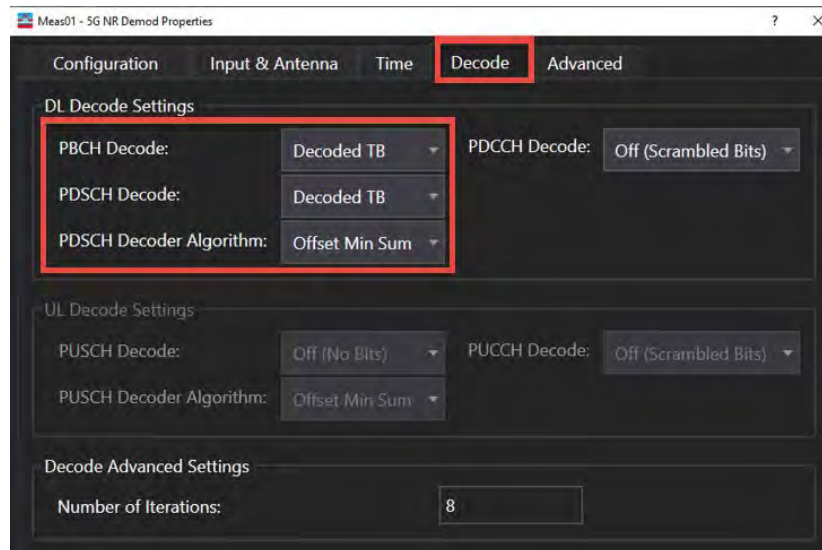 Meas01 - 5G NR Demod Properties ? X
Configuration Input & Antenna Time Decode Advanced
DL Decode Settings
PBCH Decode: Decoded TB PDCCH Decode: Off (Scrambled Bits)
PDSCH Decode: Decoded TB
PDSCH Decoder Algorithm: Offset Min Sum
UL Decode Settings
PUSCH Decode: Off (No Bits) PUCCH Decode: Off (Scrambled Bits)
PUSCH Decoder Algorithm: Offset Min Sum
Decode Advanced Settings
Number of Iterations: 8